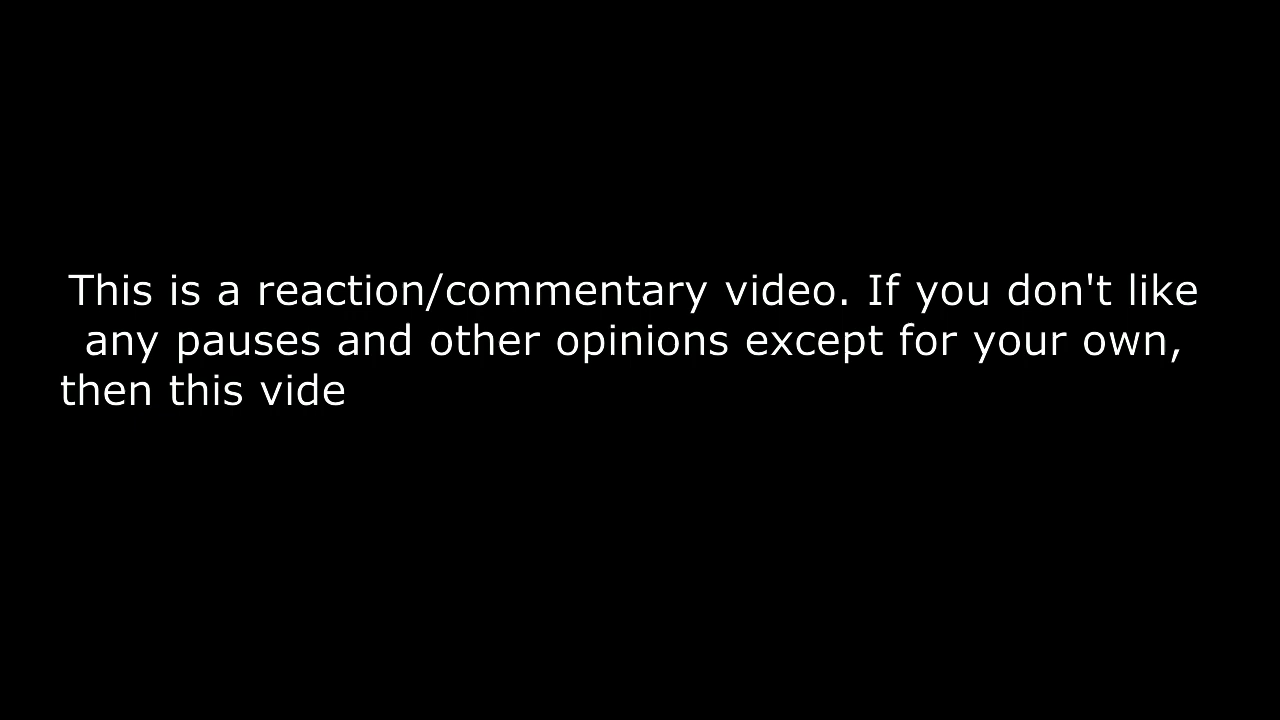 This is a reaction/commentary video. If you don't like
any pauses and other opinions except for your own,
then this vide